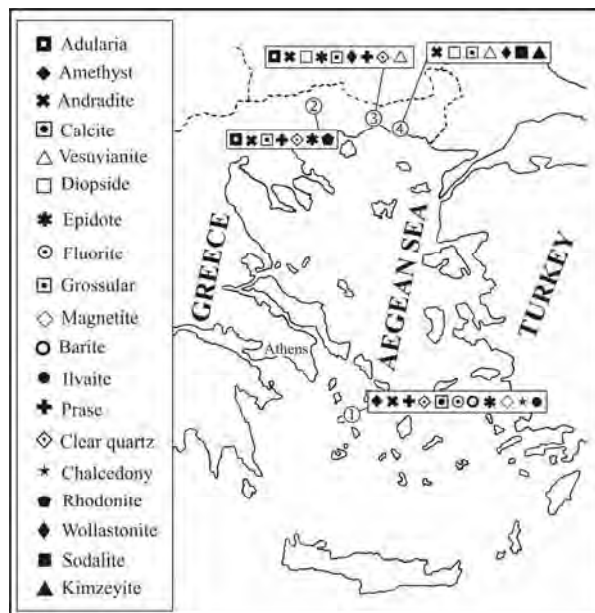 Adularia
Amethyst
Andradite
Calcite
Vesuvianite
Diopside
Epidote
Fluorite
Grossular
Magnetite
Barite
Ilvaite
Prase
Clear quartz
Chalcedony
Rhodonite
Wollastonite
Sodalite
Kimzeyite
2
3
4
GREECE
AEGEAN SEA
TURKEY
Athens
1